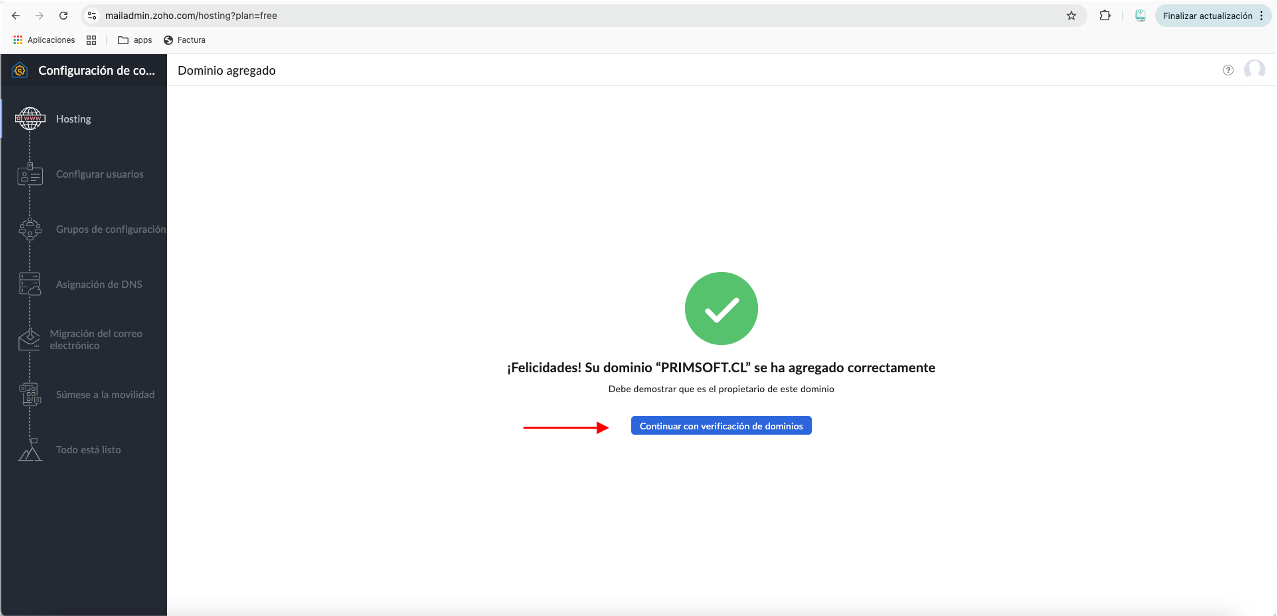 mailadmin.zoho.com/hosting?plan=free
Finalizar actualización
Aplicaciones
apps
Factura
Configuración de co...
Dominio agregado
WWW
Hosting
Configurar usuarios
Grupos de configuración
Asignación de DNS
Migración del correo
electrónico
Súmese a la movilidad
Todo está listo
¡Felicidades! Su dominio “PRIMSOFT.CL” se ha agregado correctamente
Debe demostrar que es el propietario de este dominio
Continuar con verificación de dominios